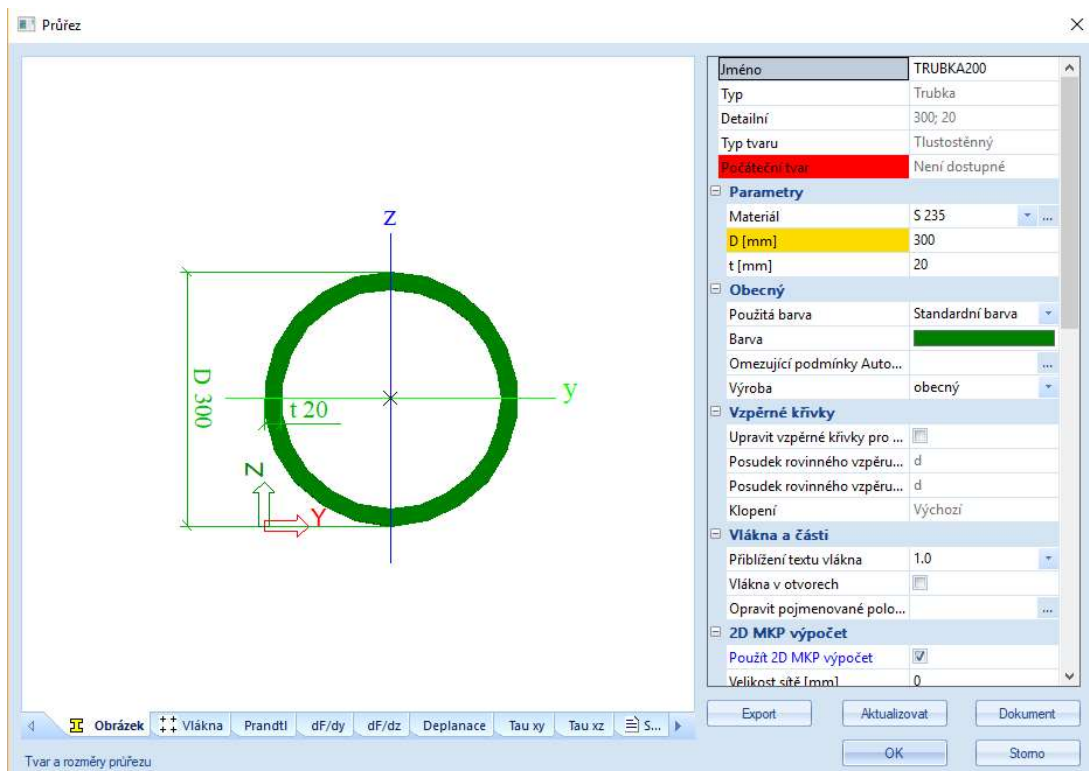 Průřez
z
y
D 300
t 20
Z
Y
Obrázek Vlákna Prandtl dF/dy dF/dz Deplanace Tau xy Tau xz S...
Tvar a rozměry průřezu
Jméno TRUBKA200
Typ Trubka
Detailní 300; 20
Typ tvaru Tlustostěnný
Počáteční tvar Není dostupné
Parametry
Materiál S 235 ...
D [mm] 300
t [mm] 20
Obecný
Použitá barva Standardní barva
Barva
Omezující podmínky Auto... ...
Výroba obecný
Vzpěrné křivky
Upravit vzpěrné křivky pro ...
Posudek rovinného vzpěru... d
Posudek rovinného vzpěru... d
Klopení Výchozí
Vlákna a části
Přiblížení textu vlákna 1.0
Vlákna v otvorech
Opravit pojmenované polo... ...
2D MKP výpočet
Použít 2D MKP výpočet
Velikost sítě [mm] 0
Export Aktualizovat Dokument
OK Storno